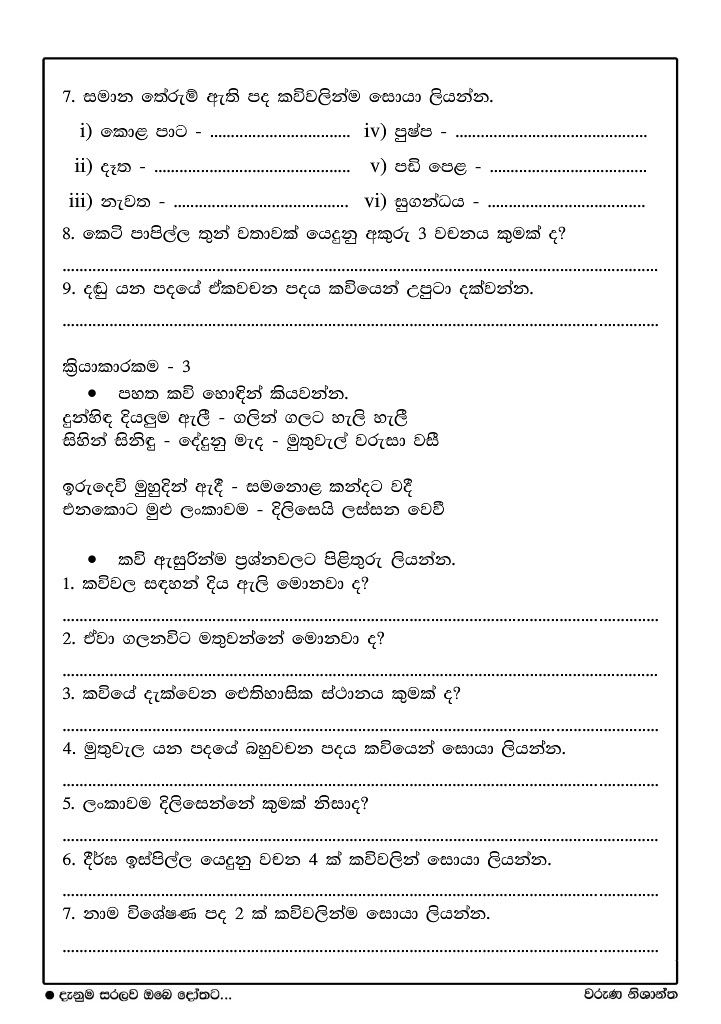 7. සමාන තේරුම් ඇති පද කවිවලින්ම සොයා ලියන්න.
i) කොළ පාට - ................................. iv) පුෂ්ප - ..............................................
ii) දෑත - ............................................... v) පඩි පෙළ - ......................................
iii) නැවත - .......................................... vi) සුගන්ධය - ......................................
8. කෙටි පාපිල්ල තුන් වතාවක් යෙදුනු අකුරු 3 වචනය කුමක් ද?
................................................................................................................................................
9. දඬු යන පදයේ ඒකවචන පදය කවියෙන් උපුටා දක්වන්න.
................................................................................................................................................
ක්‍රියාකාරකම - 3
● පහත කවි හොඳින් කියවන්න.
දුන්හිඳ දියලුම ඇලී - ගලින් ගලට හැලි හැලී
සිහින් සිනිඳු - දේදුනු මැද - මුතුවැල් වරුසා වසී
ඉරුදෙවි මුහුදින් ඇදී - සමනොළ කන්දට වදී
එනකොට මුළු ලංකාවම - දිලිසෙයි ලස්සන වෙවී
● කවි ඇසුරින්ම ප්‍රශ්නවලට පිළිතුරු ලියන්න.
1. කවිවල සඳහන් දිය ඇලි මොනවා ද?
................................................................................................................................................
2. ඒවා ගලනවිට මතුවන්නේ මොනවා ද?
................................................................................................................................................
3. කවියේ දැක්වෙන ඓතිහාසික ස්ථානය කුමක් ද?
................................................................................................................................................
4. මුතුවැල යන පදයේ බහුවචන පදය කවියෙන් සොයා ලියන්න.
................................................................................................................................................
5. ලංකාවම දිලිසෙන්නේ කුමක් නිසාද?
................................................................................................................................................
6. දීර්ඝ ඉස්පිල්ල යෙදුනු වචන 4 ක් කවිවලින් සොයා ලියන්න.
................................................................................................................................................
7. නාම විශේෂණ පද 2 ක් කවිවලින්ම සොයා ලියන්න.
................................................................................................................................................
● දැනුම සරලව ඔබෙ දෝතට... වරුණ නිශාන්ත